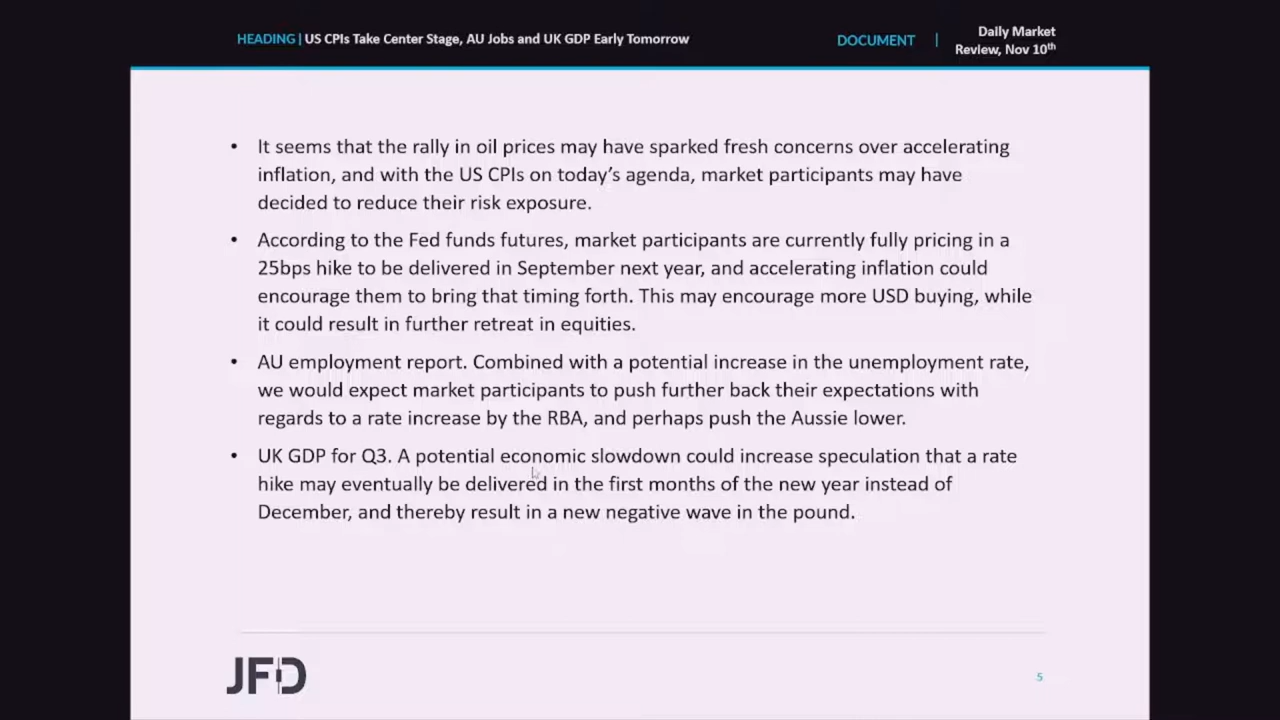 HEADING | US CPIs Take Center Stage, AU Jobs and UK GDP Early Tomorrow
DOCUMENT |
Daily Market
Review, Nov 10th
• It seems that the rally in oil prices may have sparked fresh concerns over accelerating
inflation, and with the US CPIs on today’s agenda, market participants may have
decided to reduce their risk exposure.
• According to the Fed funds futures, market participants are currently fully pricing in a
25bps hike to be delivered in September next year, and accelerating inflation could
encourage them to bring that timing forth. This may encourage more USD buying, while
it could result in further retreat in equities.
• AU employment report. Combined with a potential increase in the unemployment rate,
we would expect market participants to push further back their expectations with
regards to a rate increase by the RBA, and perhaps push the Aussie lower.
• UK GDP for Q3. A potential economic slowdown could increase speculation that a rate
hike may eventually be delivered in the first months of the new year instead of
December, and thereby result in a new negative wave in the pound.
JFD
5